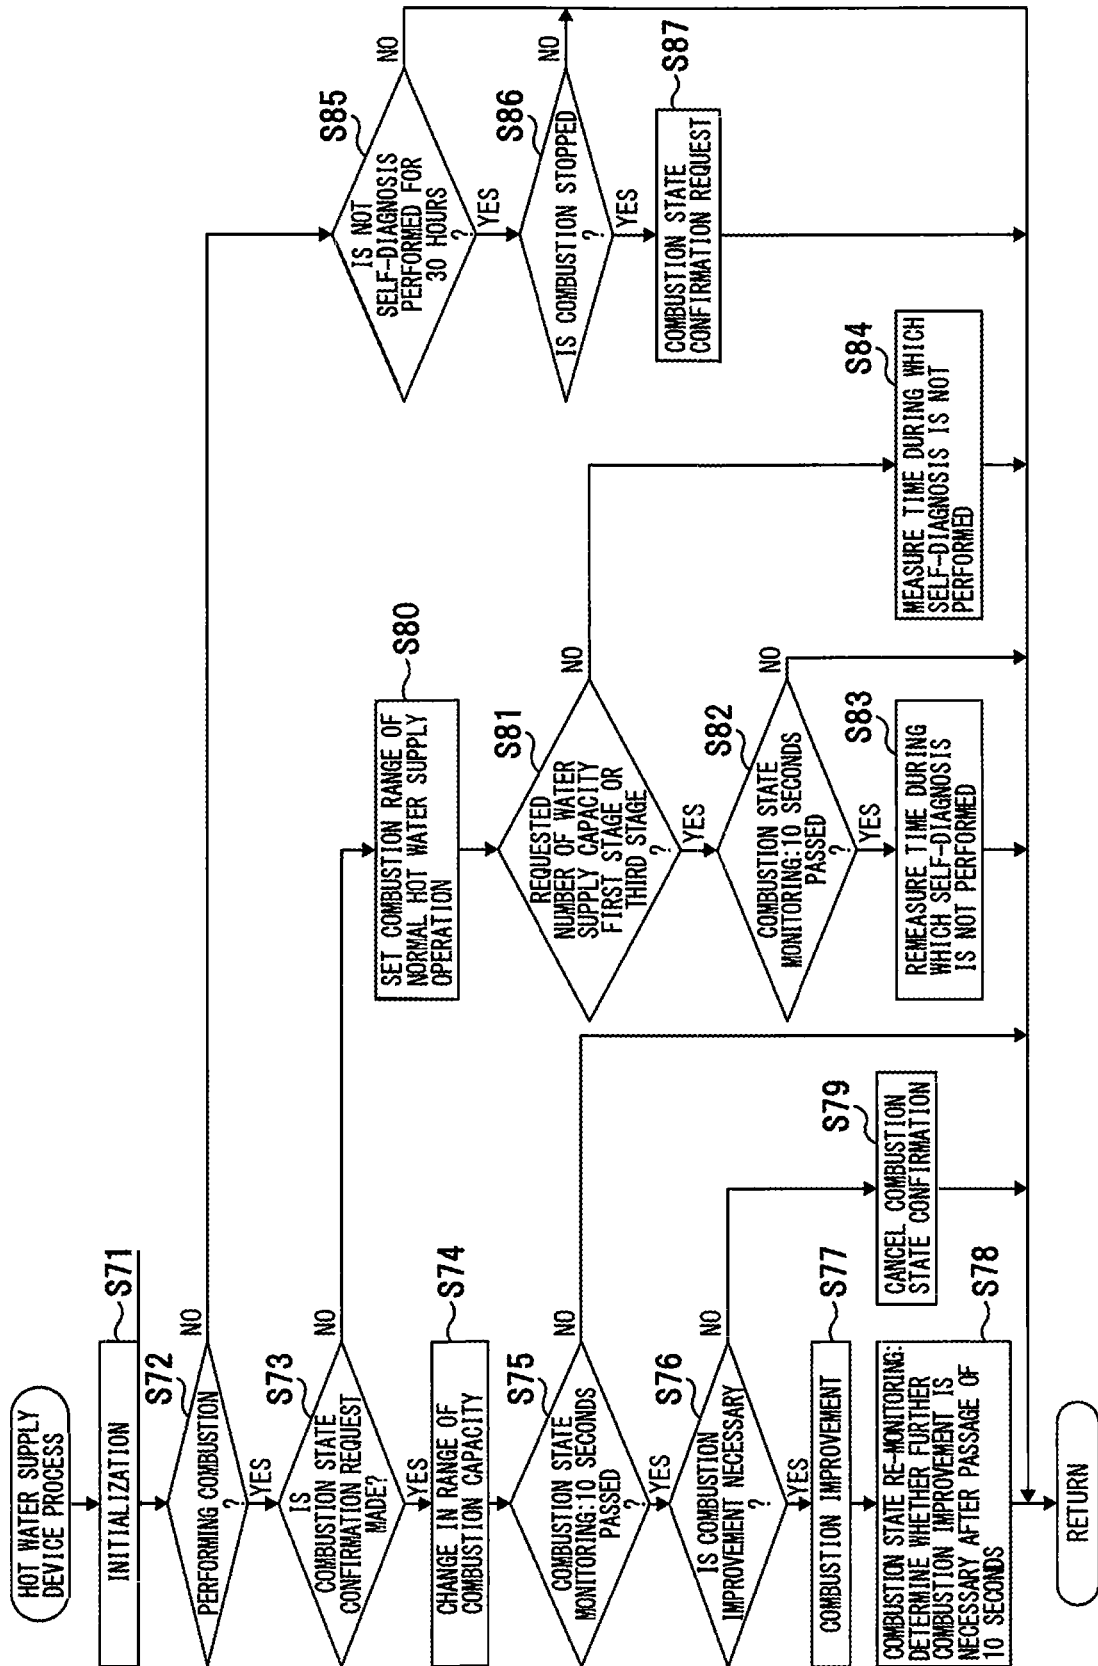 HOT WATER SUPPLY
DEVICE PROCESS
S71
INITIALIZATION
S72
PERFORMING COMBUSTION
?
NO
YES
S73
IS
COMBUSTION STATE
CONFIRMATION REQUEST
MADE?
NO
YES
S74
CHANGE IN RANGE OF
COMBUSTION CAPACITY
S75
COMBUSTION STATE
MONITORING:10 SECONDS
PASSED
?
NO
YES
S76
IS COMBUSTION
IMPROVEMENT NECESSARY
?
NO
YES
S77
COMBUSTION IMPROVEMENT
S78
COMBUSTION STATE RE-MONITORING:
DETERMINE WHETHER FURTHER
COMBUSTION IMPROVEMENT IS
NECESSARY AFTER PASSAGE OF
10 SECONDS
RETURN
S79
CANCEL COMBUSTION
STATE CONFIRMATION
S80
SET COMBUSTION RANGE OF
NORMAL HOT WATER SUPPLY
OPERATION
S81
REQUESTED
NUMBER OF WATER
SUPPLY CAPACITY
FIRST STAGE OR
THIRD STAGE
?
NO
YES
S82
COMBUSTION STATE
MONITORING:10 SECONDS
PASSED
?
NO
YES
S83
REMEASURE TIME DURING
WHICH SELF-DIAGNOSIS
IS NOT PERFORMED
S84
MEASURE TIME DURING WHICH
SELF-DIAGNOSIS IS NOT
PERFORMED
S85
IS NOT
SELF-DIAGNOSIS
PERFORMED FOR
30 HOURS
?
NO
YES
S86
IS COMBUSTION STOPPED
?
NO
YES
S87
COMBUSTION STATE
CONFIRMATION REQUEST